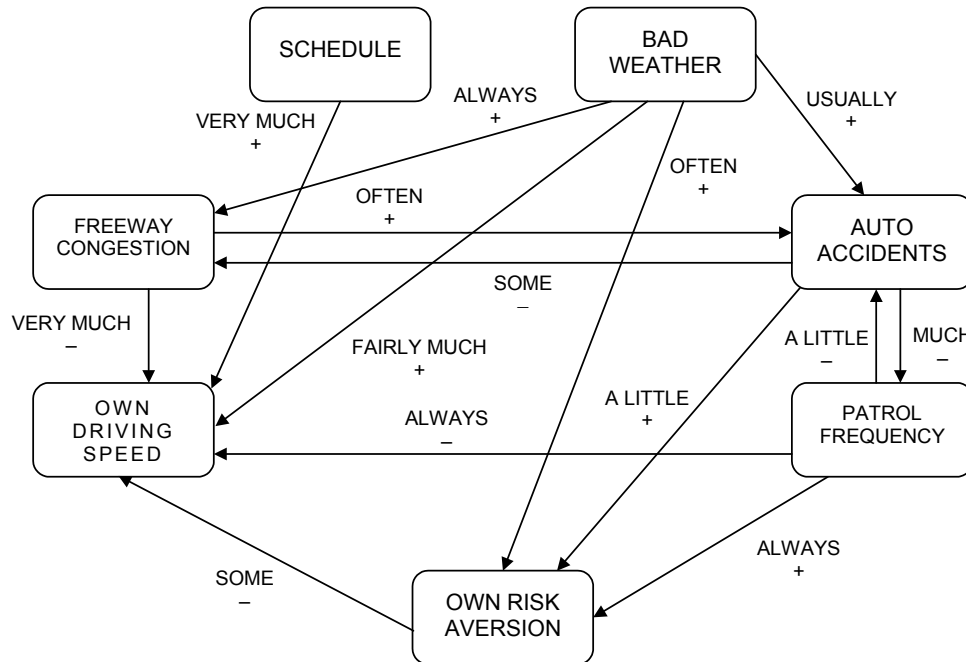 SCHEDULE
BAD
WEATHER
ALWAYS
+
USUALLY
+
VERY MUCH
+
OFTEN
+
OFTEN
+
FREEWAY
CONGESTION
AUTO
ACCIDENTS
SOME
–
VERY MUCH
–
FAIRLY MUCH
+
A LITTLE
–
MUCH
–
A LITTLE
+
OWN
DRIVING
SPEED
ALWAYS
–
PATROL
FREQUENCY
SOME
–
ALWAYS
+
OWN RISK
AVERSION